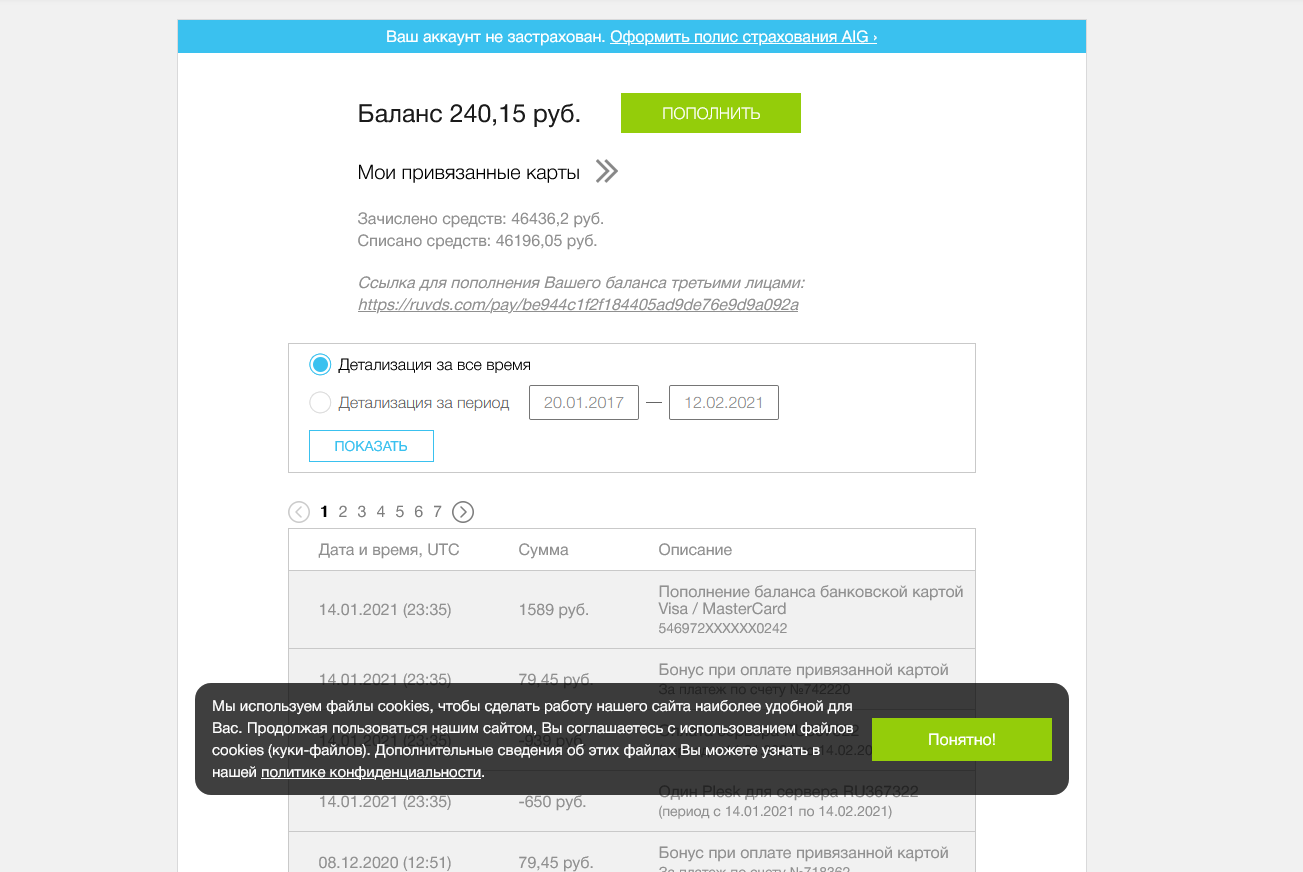 Ваш аккаунт не застрахован. Оформить полис страхования AIG ›
Баланс 240,15 руб.
ПОПОЛНИТЬ
Мои привязанные карты
Зачислено средств: 46436,2 руб.
Списано средств: 46196,05 руб.
Ссылка для пополнения Вашего баланса третьими лицами:
https://ruvds.com/pay/be944c1f2f184405ad9de76e9d9a092a
Детализация за все время
Детализация за период 20.01.2017 — 12.02.2021
ПОКАЗАТЬ
1 2 3 4 5 6 7
Дата и время, UTC Сумма Описание
Пополнение баланса банковской картой
14.01.2021 (23:35) 1589 руб. Visa / MasterCard
546972XXXXXX0242
Бонус при оплате привязанной картой
14.01.2021 (23:35) 79,45 руб.
За платеж по счету №742220
Мы используем файлы cookies, чтобы сделать работу нашего сайта наиболее удобной для
Вас. Продолжая пользоваться нашим сайтом, Вы соглашаетесь с использованием файлов
cookies (куки-файлов). Дополнительные сведения об этих файлах Вы можете узнать в
нашей политике конфиденциальности.
Понятно!
14.01.2021 (23:35) -939 руб.
Один Plesk для сервера RU367322
14.01.2021 (23:35) -650 руб.
(период с 14.01.2021 по 14.02.2021)
Бонус при оплате привязанной картой
08.12.2020 (12:51) 79,45 руб.
За платеж по счету №718362